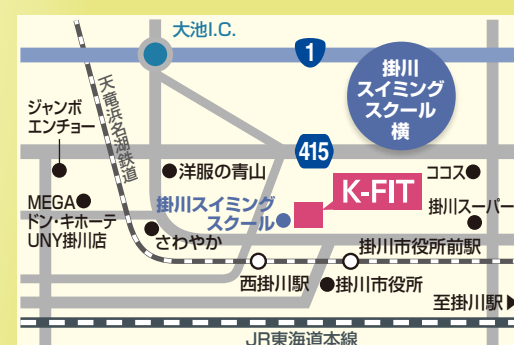 大池I.C.
1
掛川
スイミング
スクール
横
天竜浜名湖鉄道
ジャンボ
エンチョー
415
洋服の青山
K-FIT
ココス
MEGA
ドン・キホーテ
UNY掛川店
掛川スイミング
スクール
掛川スーパー
さわやか
掛川市役所前駅
西掛川駅
掛川市役所
至掛川駅
JR東海道本線